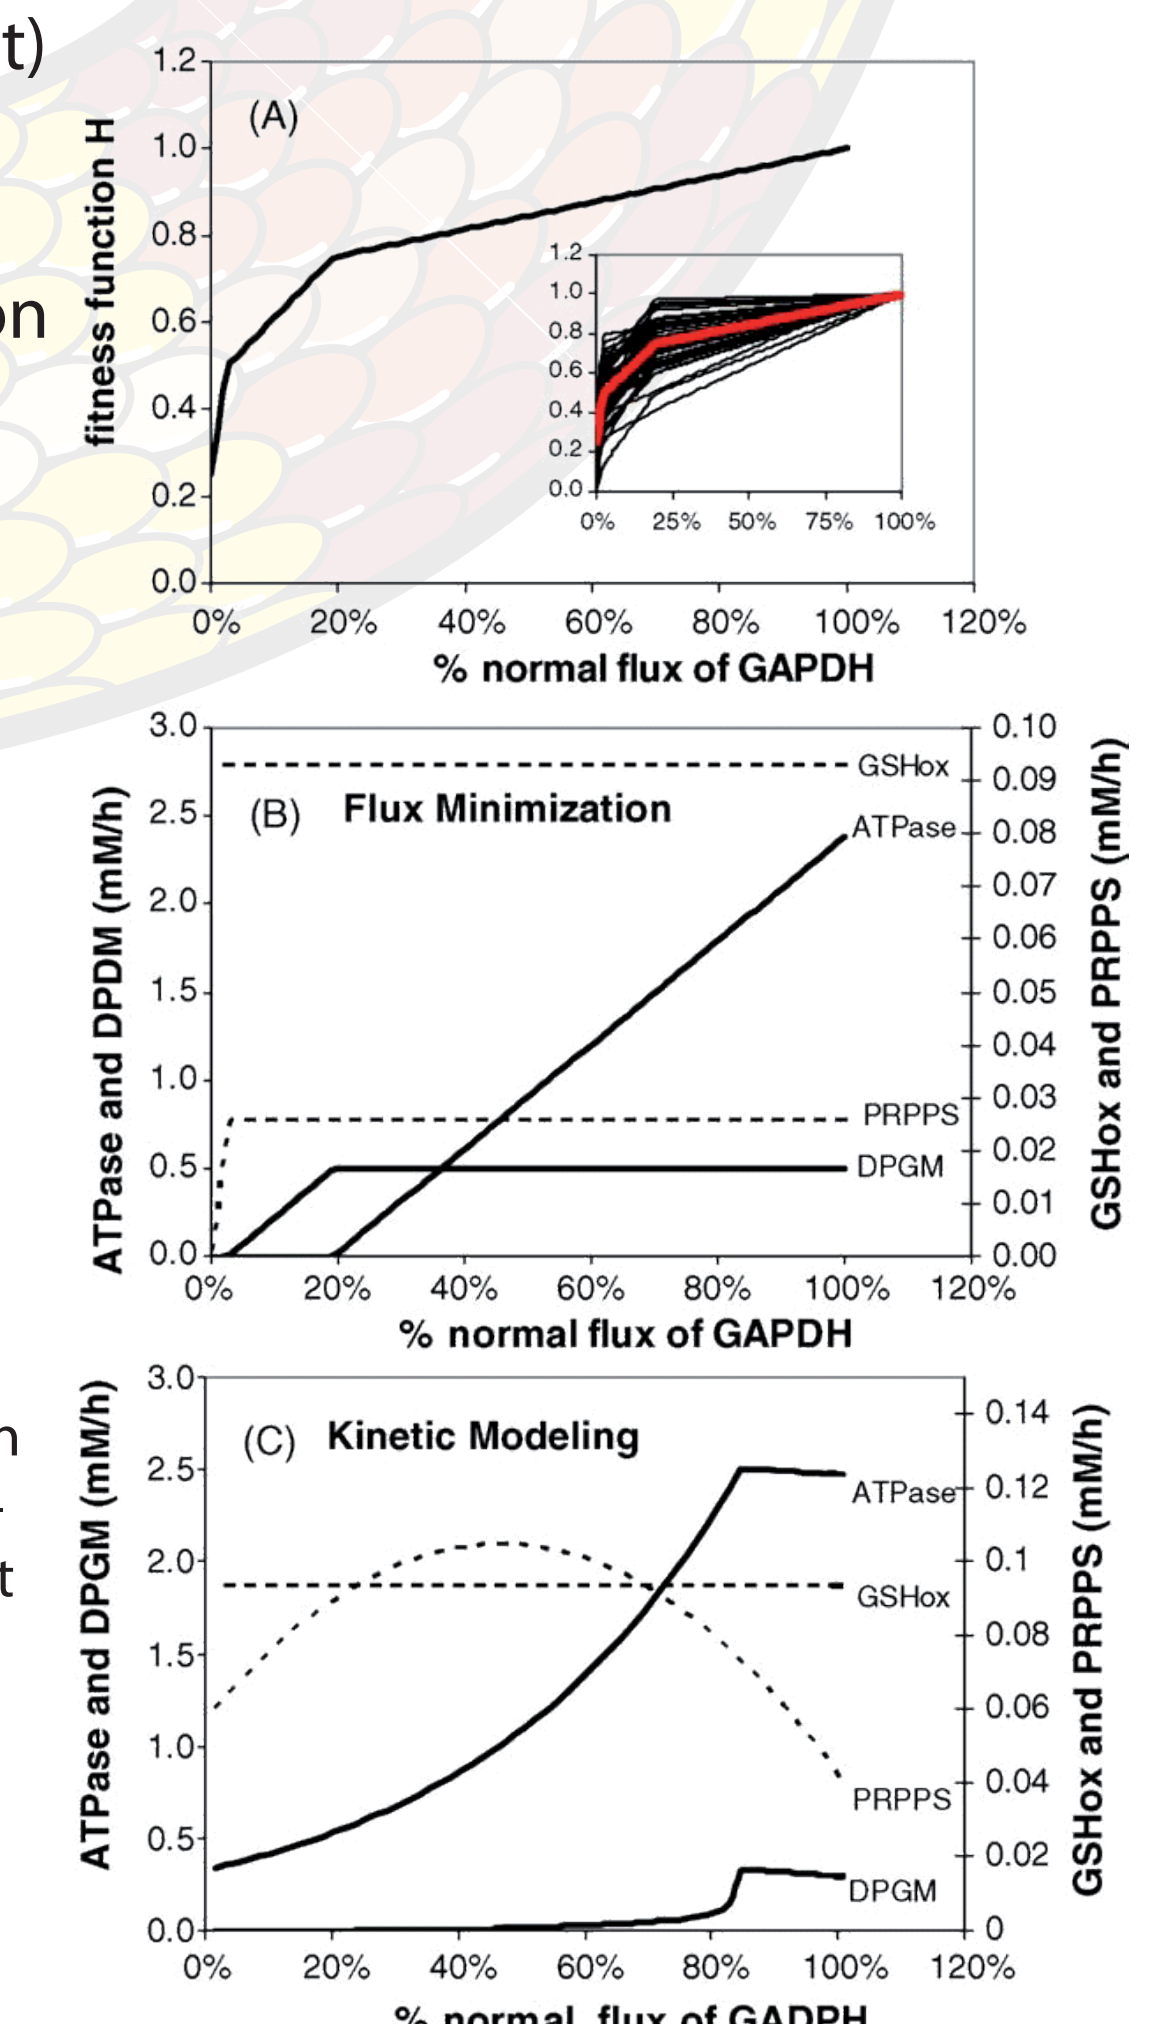 t)
on
n
t
1.2
1.0
0.8
0.6
0.4
0.2
0.0
fitness function H
(A)
1.2
1.0
0.8
0.6
0.4
0.2
0.0
0% 25% 50% 75% 100%
0% 20% 40% 60% 80% 100% 120%
% normal flux of GAPDH
3.0
2.5
2.0
1.5
1.0
0.5
0.0
ATPase and DPDM (mM/h)
(B) Flux Minimization
GSHox
ATPase
PRPPS
DPGM
0.10
0.09
0.08
0.07
0.06
0.05
0.04
0.03
0.02
0.01
0.00
GSHox and PRPPS (mM/h)
0% 20% 40% 60% 80% 100% 120%
% normal flux of GAPDH
3.0
2.5
2.0
1.5
1.0
0.5
0.0
ATPase and DPGM (mM/h)
(C) Kinetic Modeling
ATPase
GSHox
PRPPS
DPGM
0.14
0.12
0.1
0.08
0.06
0.04
0.02
0
GSHox and PRPPS (mM/h)
0% 20% 40% 60% 80% 100% 120%
% normal flux of GADPH